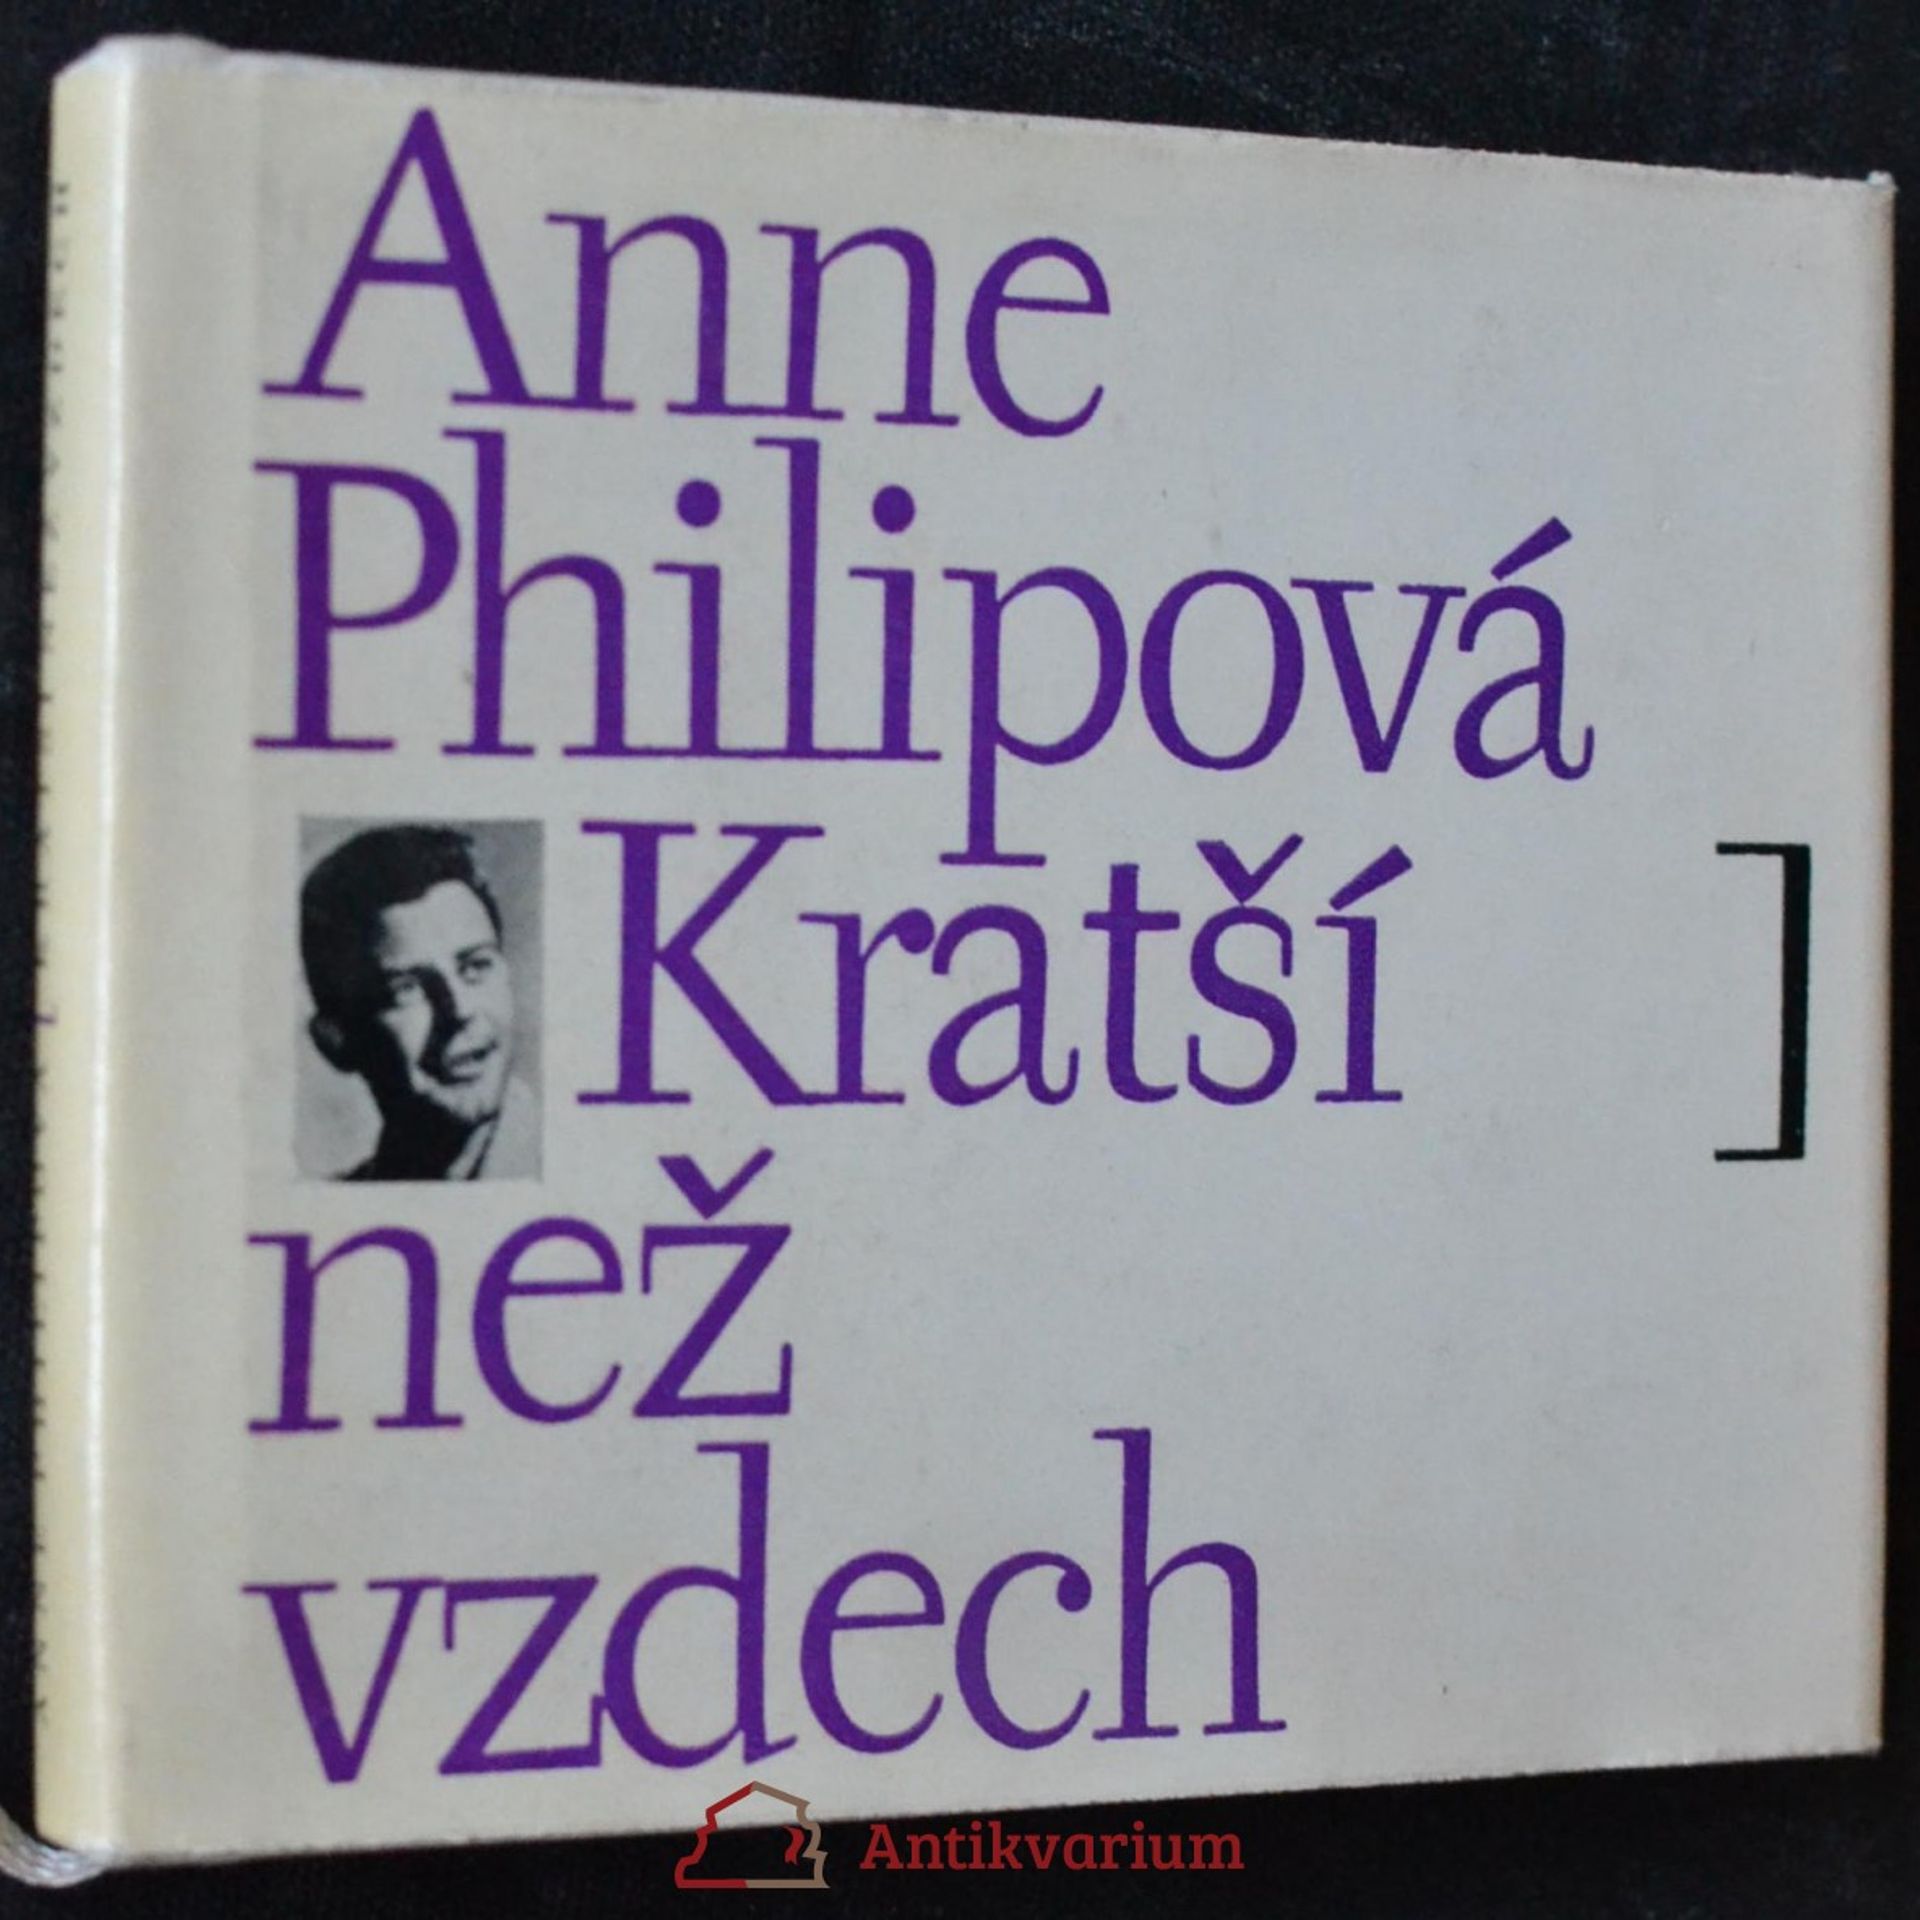 Anne
Philipová
Kratší ]
než
vzdech
Antikvarium